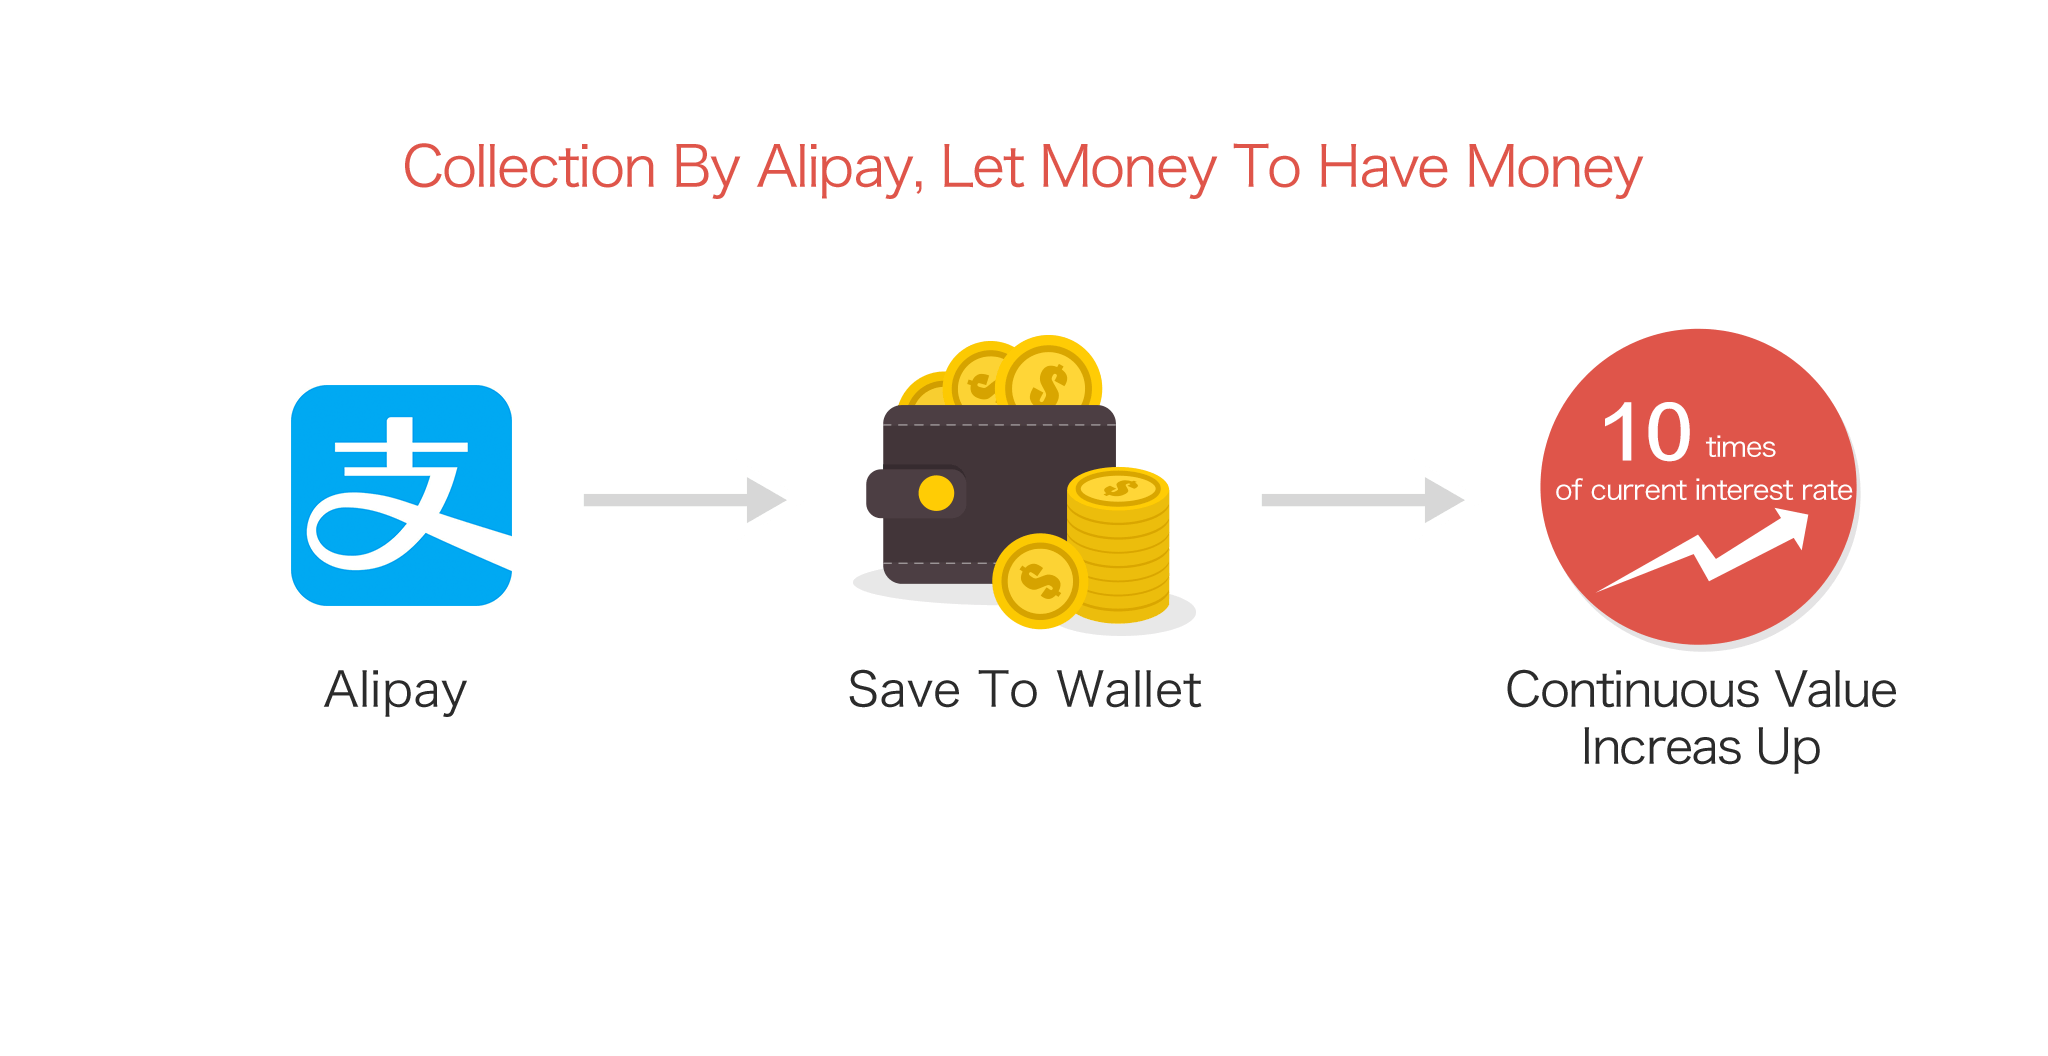 Collection By Alipay, Let Money To Have Money
支
10 times
of current interest rate
Alipay
Save To Wallet
Continuous Value
Increas Up